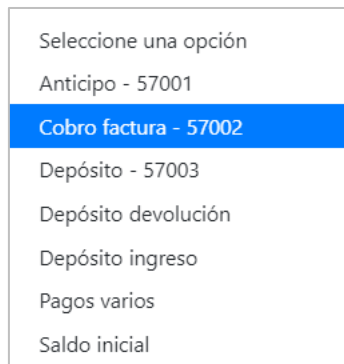 Seleccione una opción
Anticipo - 57001
Cobro factura - 57002
Depósito - 57003
Depósito devolución
Depósito ingreso
Pagos varios
Saldo inicial